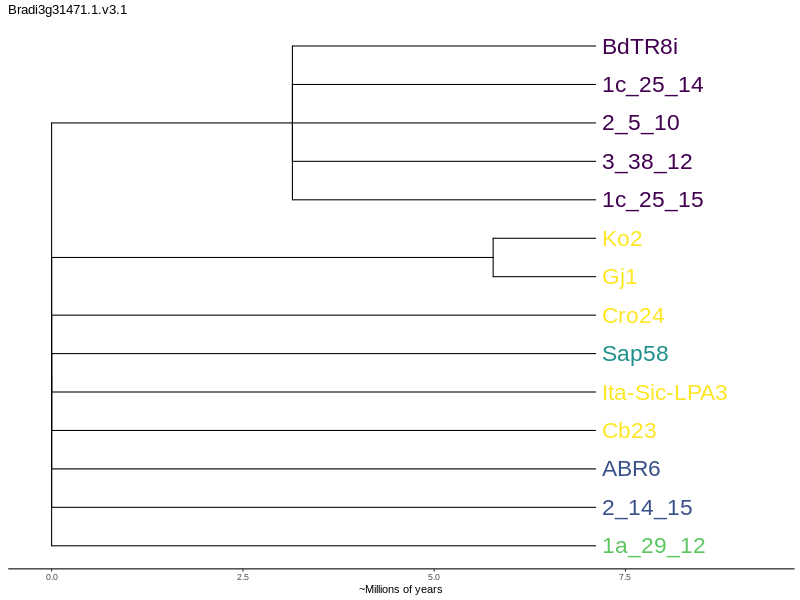 Bradi3g31471.1.v3.1
BdTR8i
1c_25_14
2_5_10
3_38_12
1c_25_15
Ko2
Gj1
Cro24
Sap58
Ita-Sic-LPA3
Cb23
ABR6
2_14_15
1a_29_12
0.0 2.5 5.0 7.5
~Millions of years